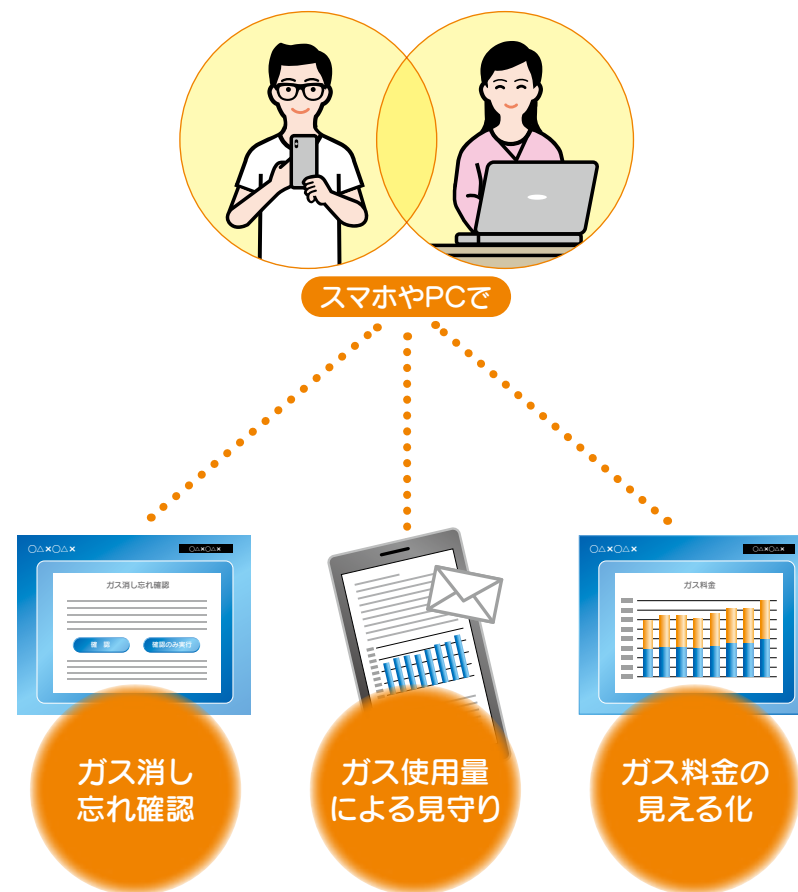 スマホやPCで
○△×○△×
○△×○△×
ガス消し忘れ確認
確 認
確認のみ実行
○△×○△×
○△×○△×
ガス料金
ガス消し
忘れ確認
ガス使用量
による見守り
ガス料金の
見える化